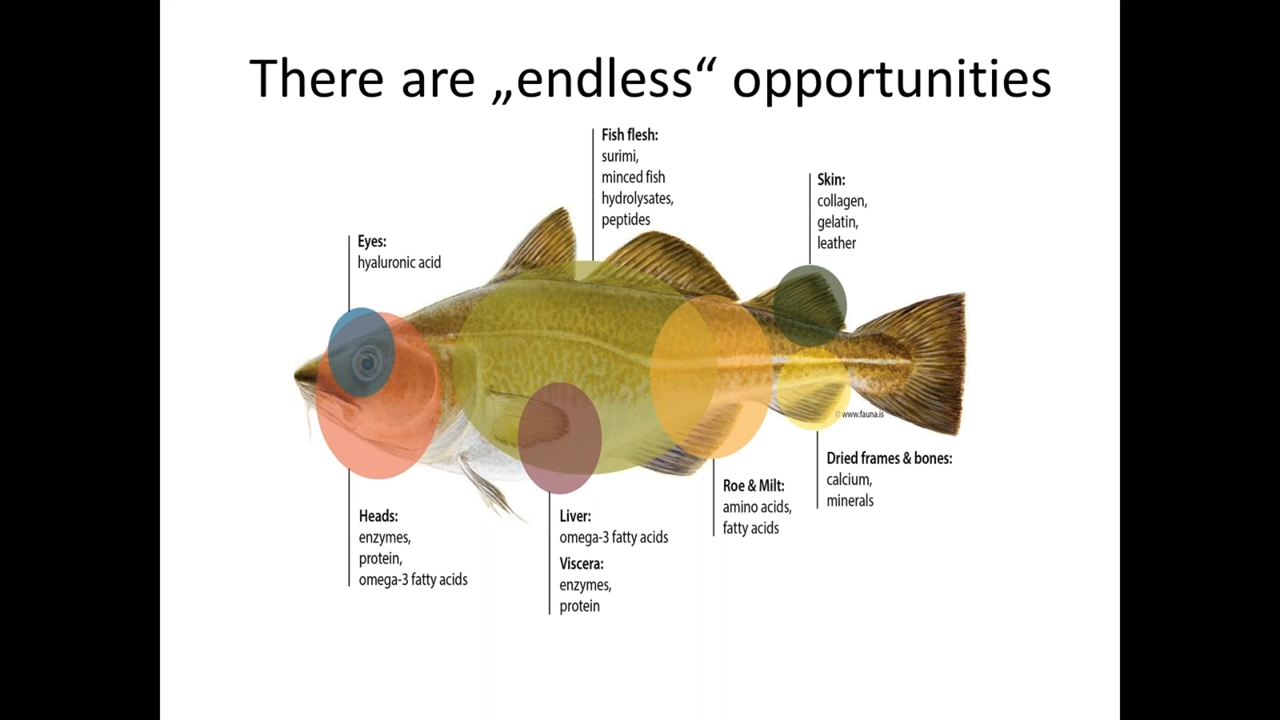 There are „endless“ opportunities
Fish flesh:
surimi,
minced fish
hydrolysates,
peptides
Skin:
collagen,
gelatin,
leather
Eyes:
hyaluronic acid
© www.fauna.is
Dried frames & bones:
calcium,
minerals
Roe & Milt:
amino acids,
fatty acids
Heads:
enzymes,
protein,
omega-3 fatty acids
Liver:
omega-3 fatty acids
Viscera:
enzymes,
protein